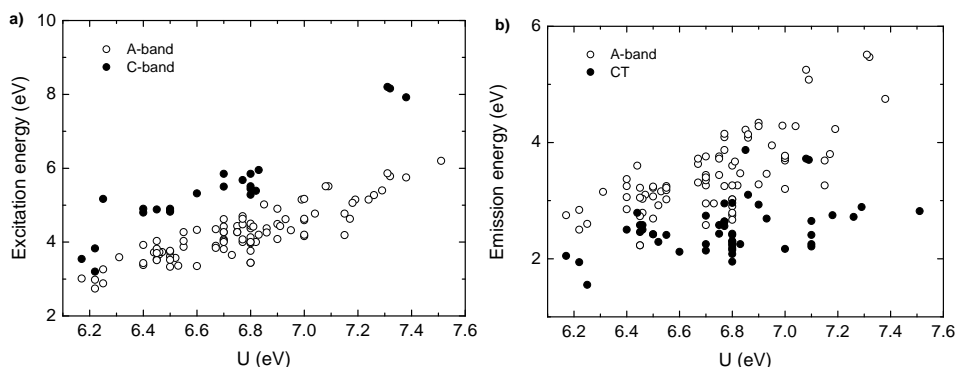 a)
A-band
C-band
Excitation energy (eV)
10
8
6
4
2
6.2 6.4 6.6 6.8 7.0 7.2 7.4 7.6
U (eV)
b)
A-band
CT
Emission energy (eV)
6
4
2
6.2 6.4 6.6 6.8 7.0 7.2 7.4 7.6
U (eV)